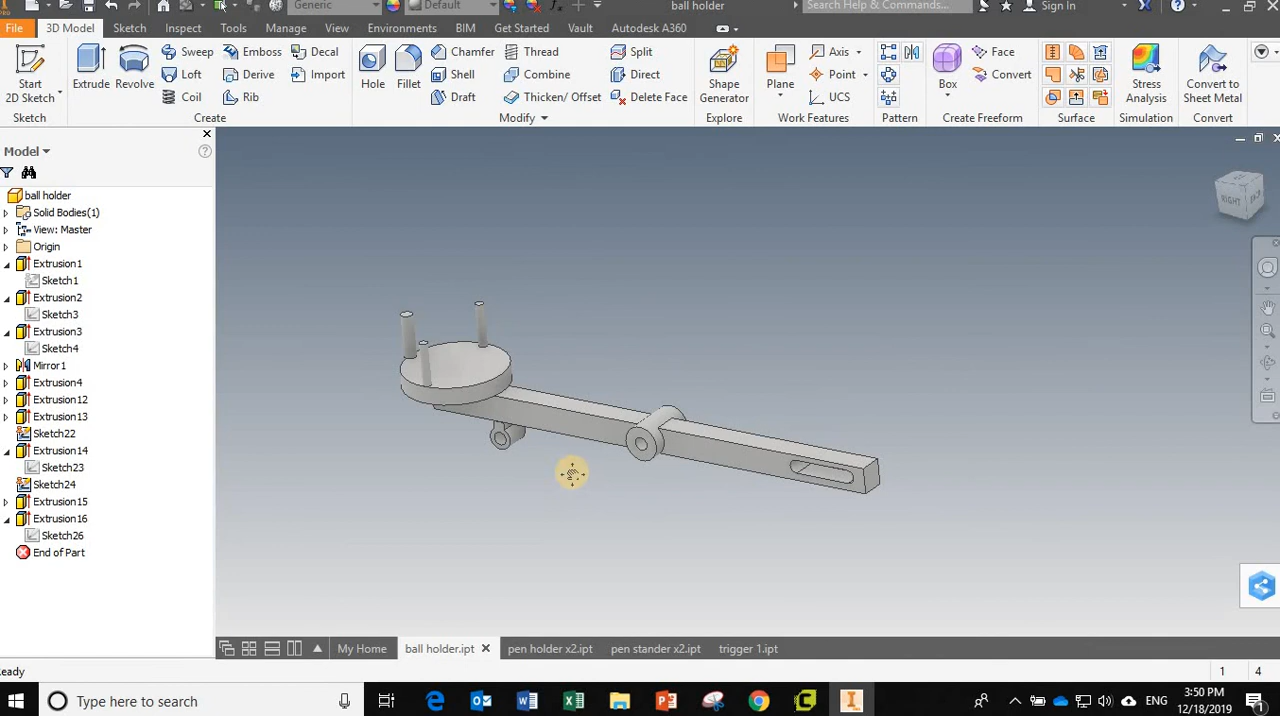 Generic
Default
ball holder
Search Help & Commands...
Sign In
File
3D Model
Sketch
Inspect
Tools
Manage
View
Environments
BIM
Get Started
Vault
Autodesk A360
Start
2D Sketch
Extrude
Revolve
Sweep
Loft
Coil
Emboss
Derive
Rib
Decal
Import
Hole
Fillet
Chamfer
Shell
Draft
Thread
Combine
Thicken/ Offset
Split
Direct
Delete Face
Shape
Generator
Plane
Axis
Point
UCS
Box
Face
Convert
Stress
Analysis
Convert to
Sheet Metal
Sketch
Create
Modify
Explore
Work Features
Pattern
Create Freeform
Surface
Simulation
Convert
Model
ball holder
Solid Bodies(1)
View: Master
Origin
Extrusion1
Sketch1
Extrusion2
Sketch3
Extrusion3
Sketch4
Mirror1
Extrusion4
Extrusion12
Extrusion13
Sketch22
Extrusion14
Sketch23
Sketch24
Extrusion15
Extrusion16
Sketch26
End of Part
RIGHT
My Home
ball holder.ipt
pen holder x2.ipt
pen stander x2.ipt
trigger 1.ipt
eady
1
4
Type here to search
ENG
3:50 PM
12/18/2019